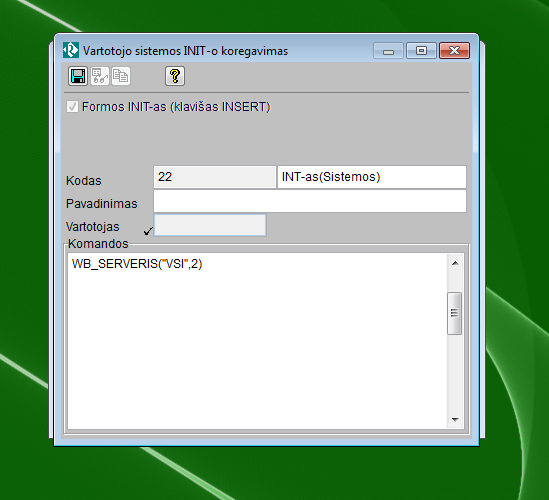 Vartotojo sistemos INIT-o koregavimas
?
Formos INIT-as (klavišas INSERT)
Kodas 22 INT-as(Sistemos)
Pavadinimas
Vartotojas
Komandos
WB_SERVERIS("VSI",2)